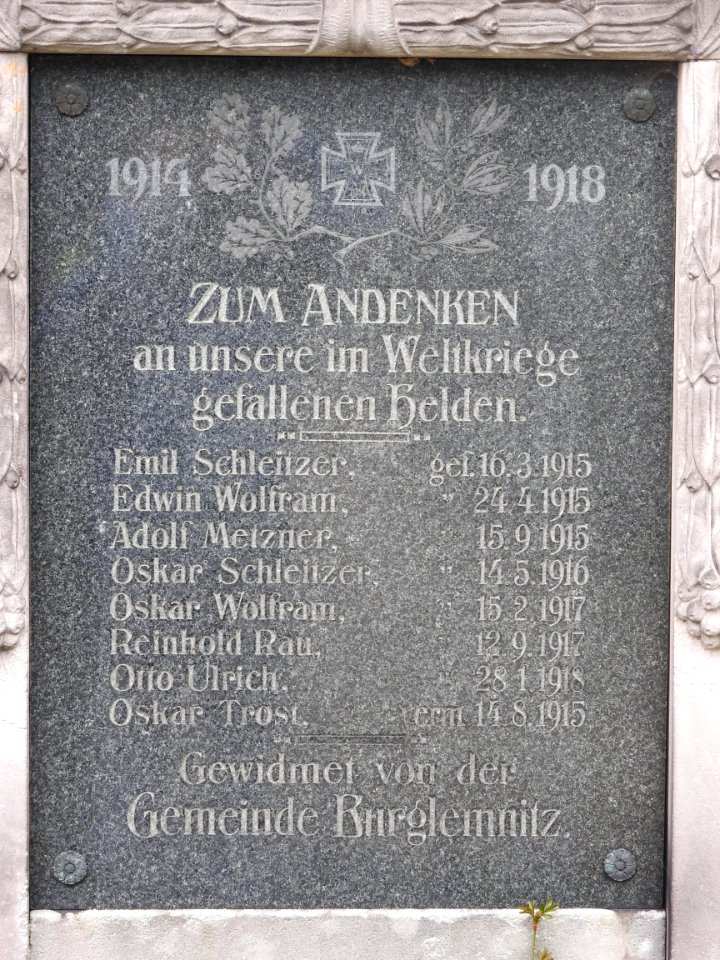 1914 W 1918
ZUM ANDENKEN
an unsere im Weltkriege
gefallenen Helden.
Emil Schleitzer, gef. 16.3.1915
Edwin Wolfram, " 24.4.1915
Adolf Metzner, " 15.9.1915
Oskar Schleitzer, " 14.5.1916
Oskar Wolfram, " 15.2.1917
Reinhold Rau, " 12.9.1917
Otto Ulrich, " 28.1.1918
Oskar Trost, verm. 14.8.1915
Gewidmet von der
Gemeinde Burglemnitz.